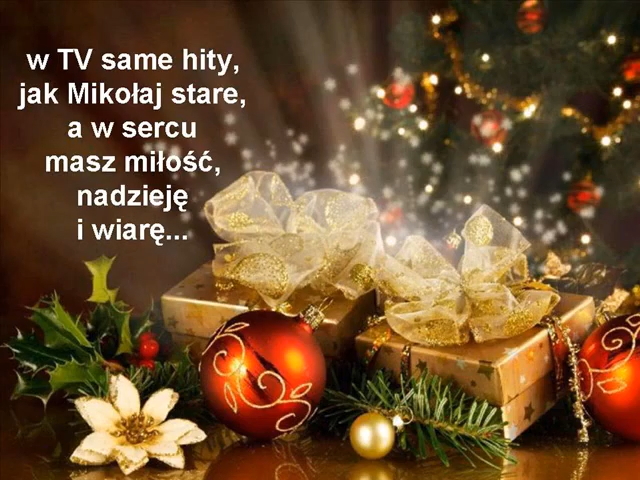 w TV same hity,
jak Mikołaj stare,
a w sercu
masz miłość,
nadzieję
i wiarę...